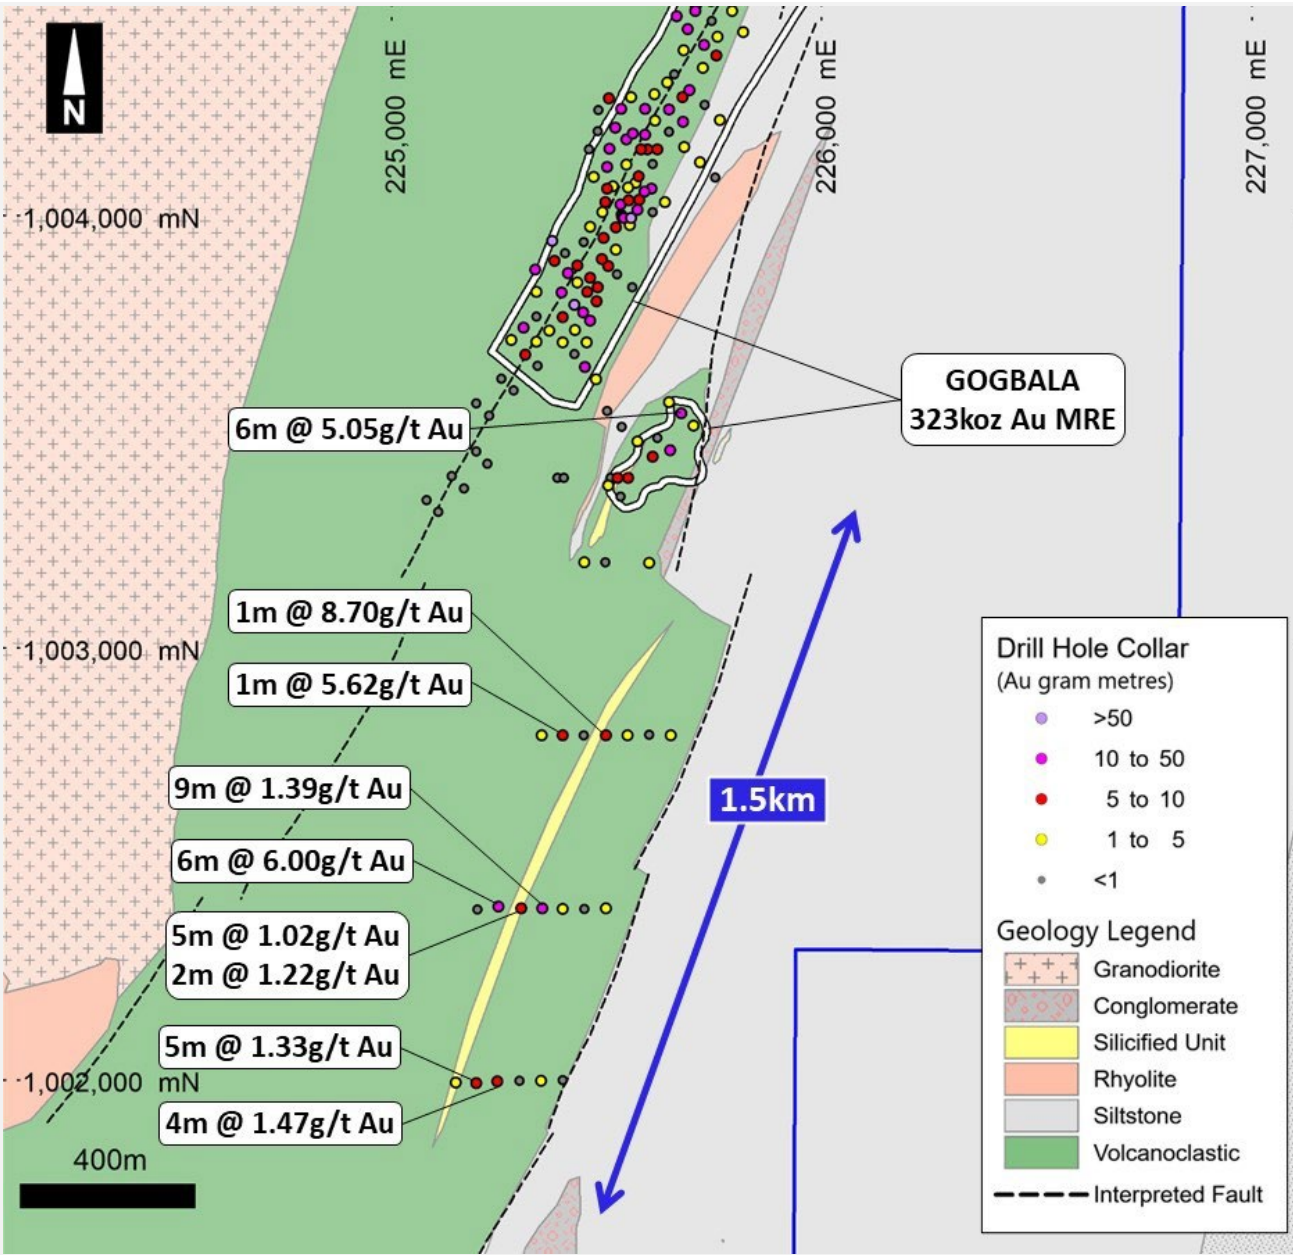 N
225,000 mE
226,000 mE
227,000 mE
1,004,000 mN
GOGBALA
323koz Au MRE
6m @ 5.05g/t Au
1m @ 8.70g/t Au
1,003,000 mN
1m @ 5.62g/t Au
9m @ 1.39g/t Au
1.5km
6m @ 6.00g/t Au
5m @ 1.02g/t Au
2m @ 1.22g/t Au
5m @ 1.33g/t Au
1,002,000 mN
4m @ 1.47g/t Au
400m
Drill Hole Collar
(Au gram metres)
>50
10 to 50
5 to 10
1 to 5
<1
Geology Legend
Granodiorite
Conglomerate
Silicified Unit
Rhyolite
Siltstone
Volcanoclastic
Interpreted Fault